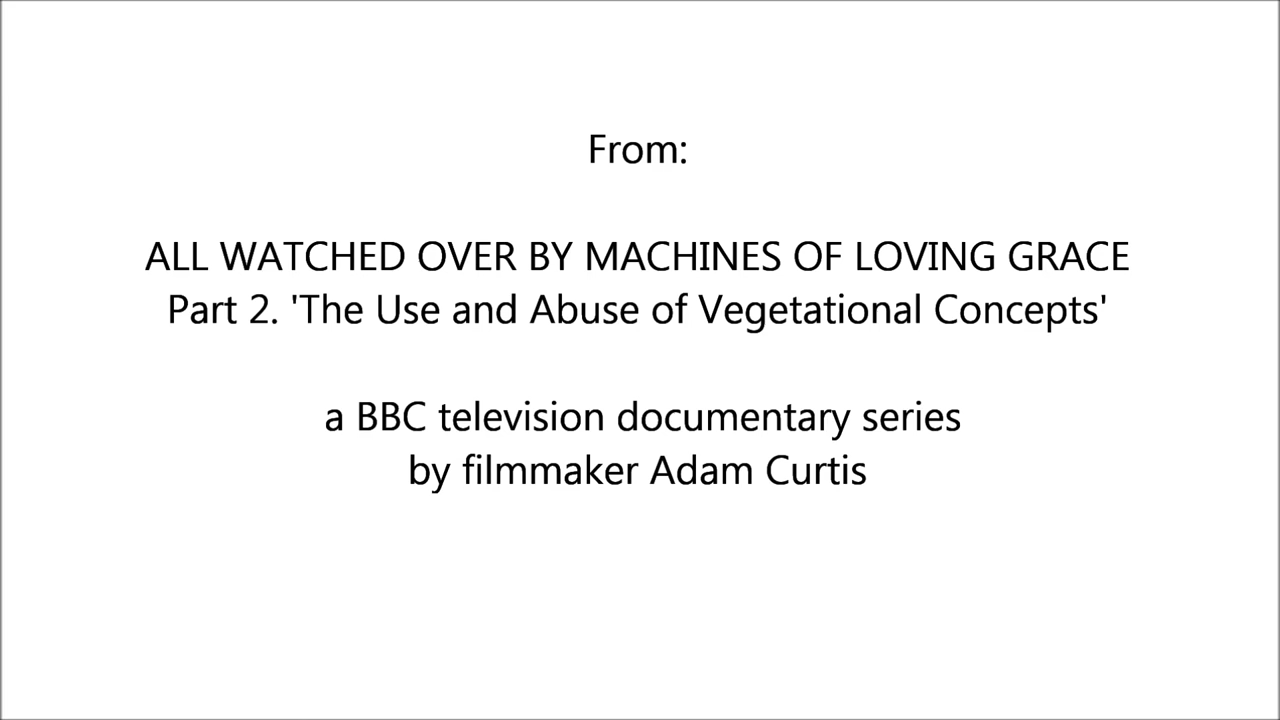 From:
ALL WATCHED OVER BY MACHINES OF LOVING GRACE
Part 2. 'The Use and Abuse of Vegetational Concepts'
a BBC television documentary series
by filmmaker Adam Curtis